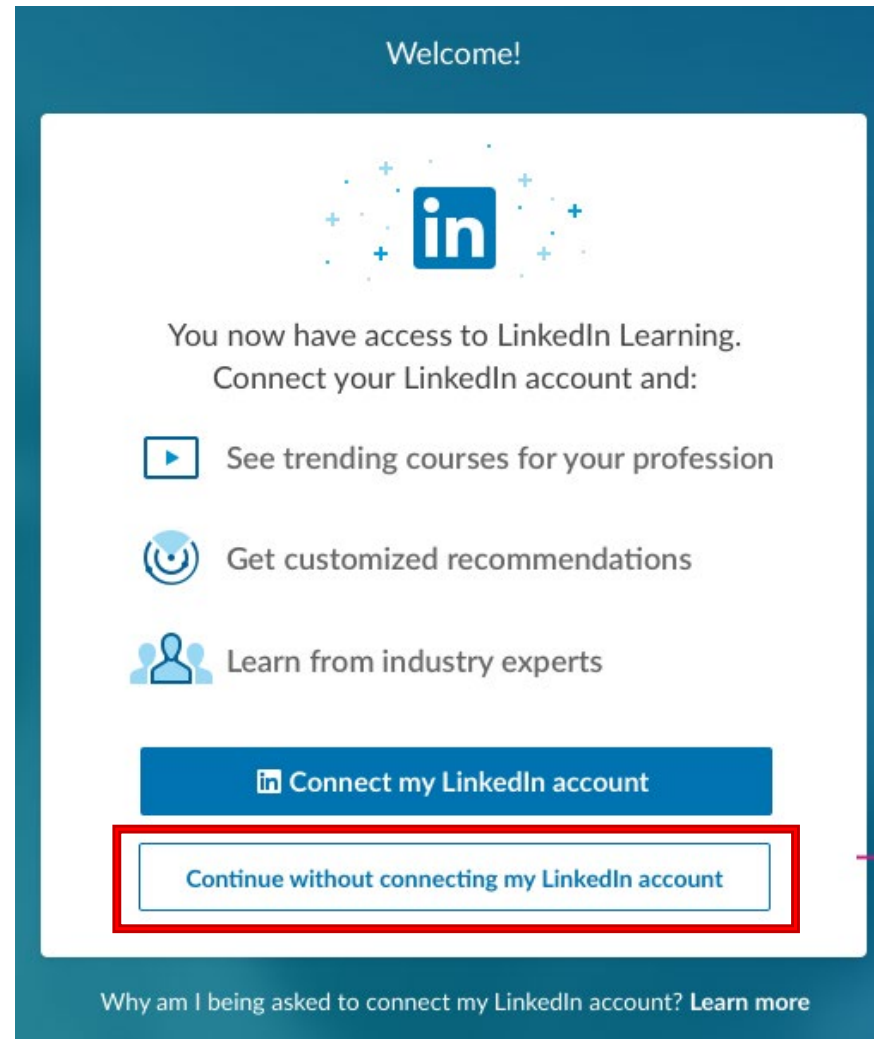 Welcome!
in
You now have access to LinkedIn Learning.
Connect your LinkedIn account and:
See trending courses for your profession
Get customized recommendations
Learn from industry experts
in Connect my LinkedIn account
Continue without connecting my LinkedIn account
Why am I being asked to connect my LinkedIn account? Learn more